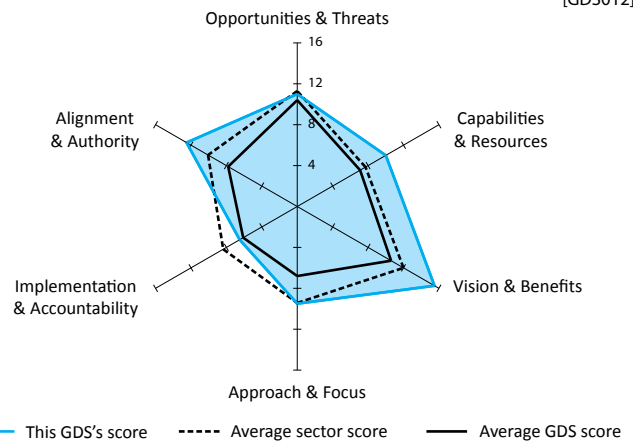 [GDS012]
Opportunities & Threats
16
12
8
4
Alignment
& Authority
Capabilities
& Resources
Implementation
& Accountability
Vision & Benefits
Approach & Focus
This GDS's score
Average sector score
Average GDS score